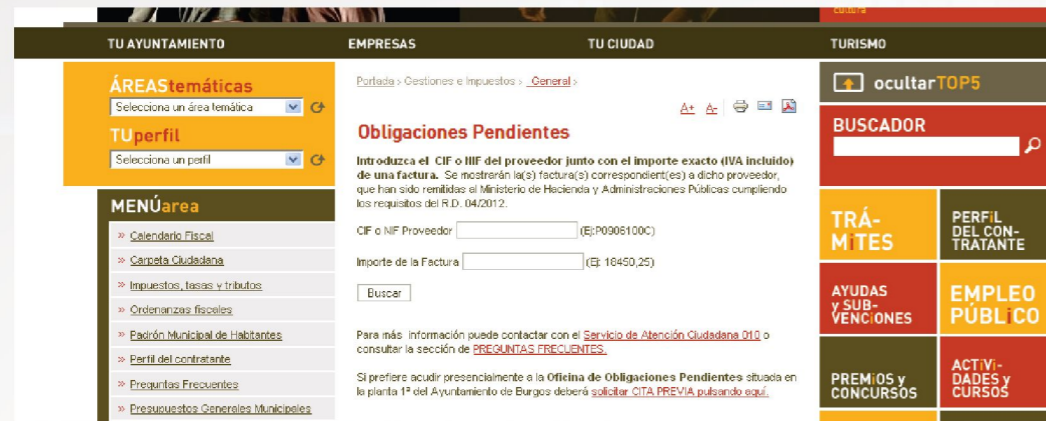 cultura
TU AYUNTAMIENTO
EMPRESAS
TU CIUDAD
TURISMO
ÁREAStemáticas
Selecciona un área temática
TUperfil
Selecciona un perfil
MENÚarea
» Calendario Fiscal
» Carpeta Ciudadana
» Impuestos, tasas y tributos
» Ordenanzas fiscales
» Padrón Municipal de Habitantes
» Perfil del contratante
» Preguntas Frecuentes
» Presupuestos Generales Municipales
Portada > Gestiones e Impuestos > General >
A+ A-
Obligaciones Pendientes
Introduzca el CIF o NIF del proveedor junto con el importe exacto (IVA incluido)
de una factura. Se mostrarán la(s) factura(s) correspondient(es) a dicho proveedor,
que han sido remitidas al Ministerio de Hacienda y Administraciones Públicas cumpliendo
los requisitos del R.D. 04/2012.
CIF o NIF Proveedor (Ej:P0906100C)
Importe de la Factura (Ej: 18450,25)
Buscar
Para más información puede contactar con el Servicio de Atención Ciudadana 010 o
consultar la sección de PREGUNTAS FRECUENTES.
Si prefiere acudir presencialmente a la Oficina de Obligaciones Pendientes situada en
la planta 1ª del Ayuntamiento de Burgos deberá solicitar CITA PREVIA pulsando aquí.
ocultarTOP5
BUSCADOR
TRÁ-
MiTES
PERFiL
DEL CON-
TRATANTE
AYUDAS
y SUB-
VENCiONES
EMPLEO
PÚBLiCO
PREMiOS y
CONCURSOS
ACTiVi-
DADES y
CURSOS